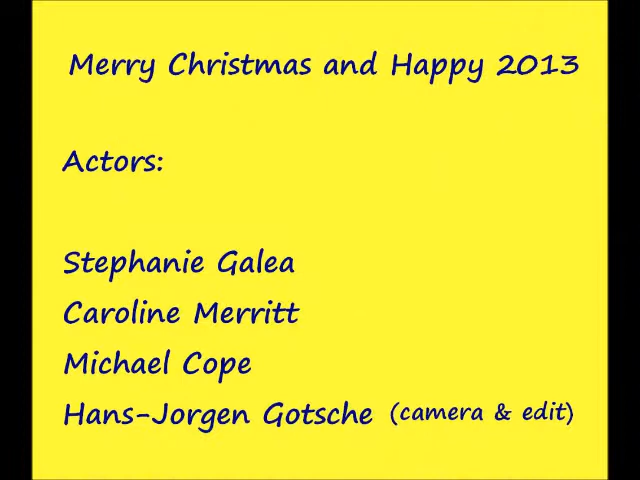 Merry Christmas and Happy 2013
Actors:
Stephanie Galea
Caroline Merritt
Michael Cope
Hans-Jorgen Gotsche (camera & edit)